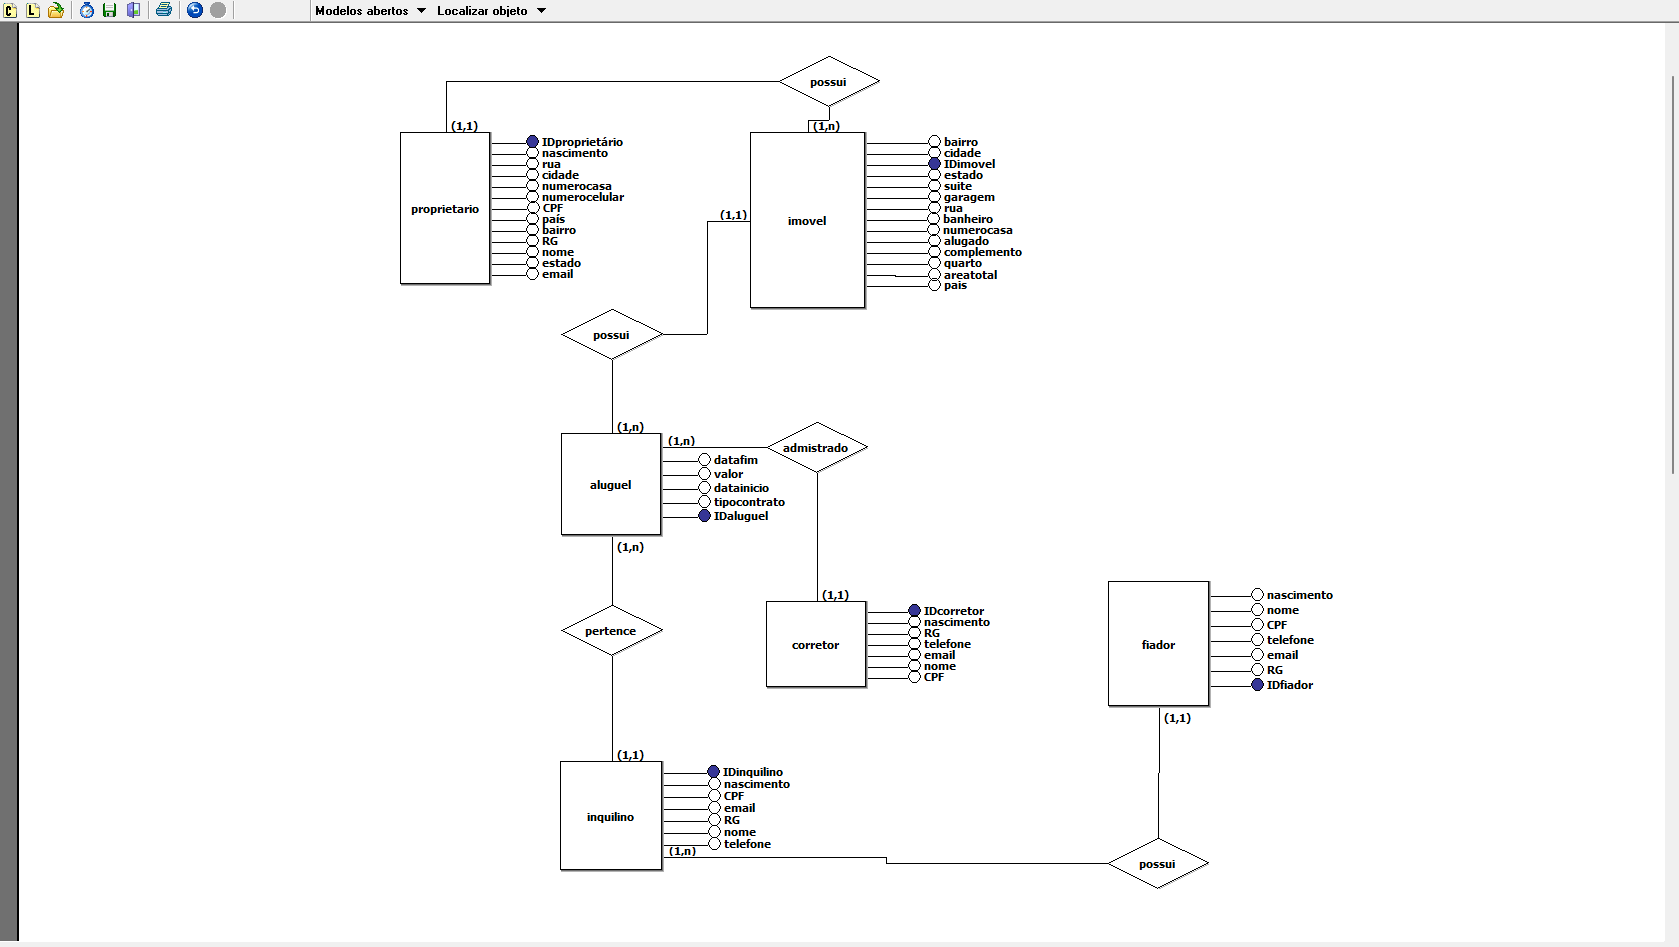 Modelos abertos
Localizar objeto
possui
(1,1)
(1,n)
proprietario
IDproprietário
nascimento
rua
cidade
numerocasa
numerocelular
CPF
país
bairro
RG
nome
estado
email
imovel
bairro
cidade
IDimovel
estado
suite
garagem
rua
banheiro
numerocasa
alugado
complemento
quarto
areatotal
pais
(1,1)
possui
(1,n)
(1,n)
admistrado
aluguel
datafim
valor
datainicio
tipocontrato
IDaluguel
(1,n)
pertence
(1,1)
corretor
IDcorretor
nascimento
RG
telefone
email
nome
CPF
fiador
nascimento
nome
CPF
telefone
email
RG
IDfiador
(1,1)
(1,1)
inquilino
IDinquilino
nascimento
CPF
email
RG
nome
telefone
(1,n)
possui